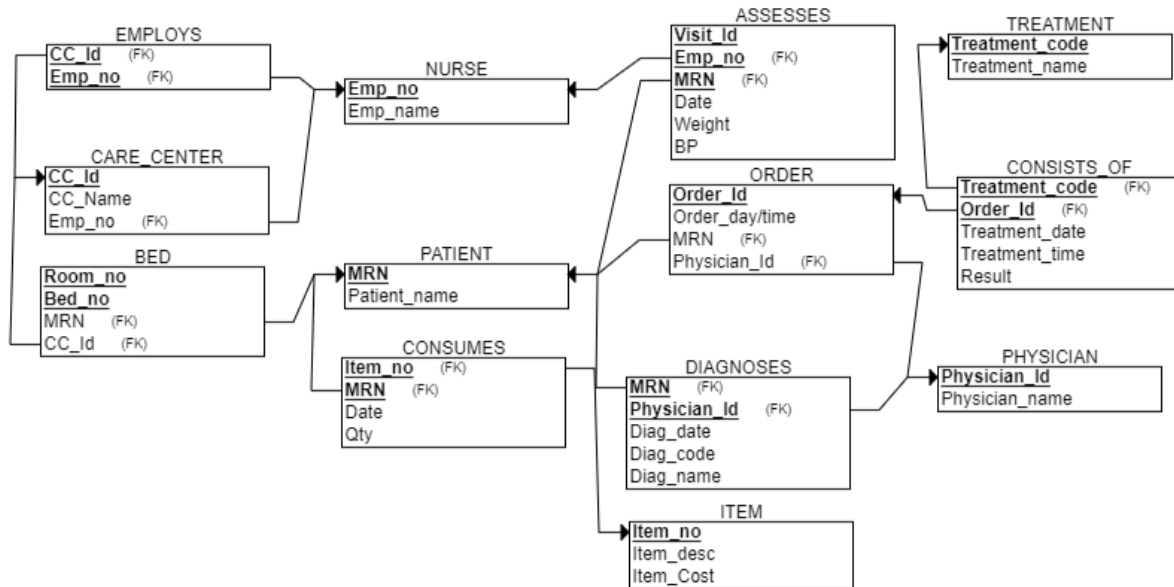 EMPLOYS
CC_Id (FK)
Emp_no (FK)
NURSE
Emp_no
Emp_name
ASSESSES
Visit_Id
Emp_no (FK)
MRN (FK)
Date
Weight
BP
TREATMENT
Treatment_code
Treatment_name
CARE_CENTER
CC_Id
CC_Name
Emp_no (FK)
ORDER
Order_Id
Order_day/time
MRN (FK)
Physician_Id (FK)
CONSISTS_OF
Treatment_code (FK)
Order_Id (FK)
Treatment_date
Treatment_time
Result
BED
Room_no
Bed_no
MRN (FK)
CC_Id (FK)
PATIENT
MRN
Patient_name
CONSUMES
Item_no (FK)
MRN (FK)
Date
Qty
DIAGNOSES
MRN (FK)
Physician_Id (FK)
Diag_date
Diag_code
Diag_name
PHYSICIAN
Physician_Id
Physician_name
ITEM
Item_no
Item_desc
Item_Cost